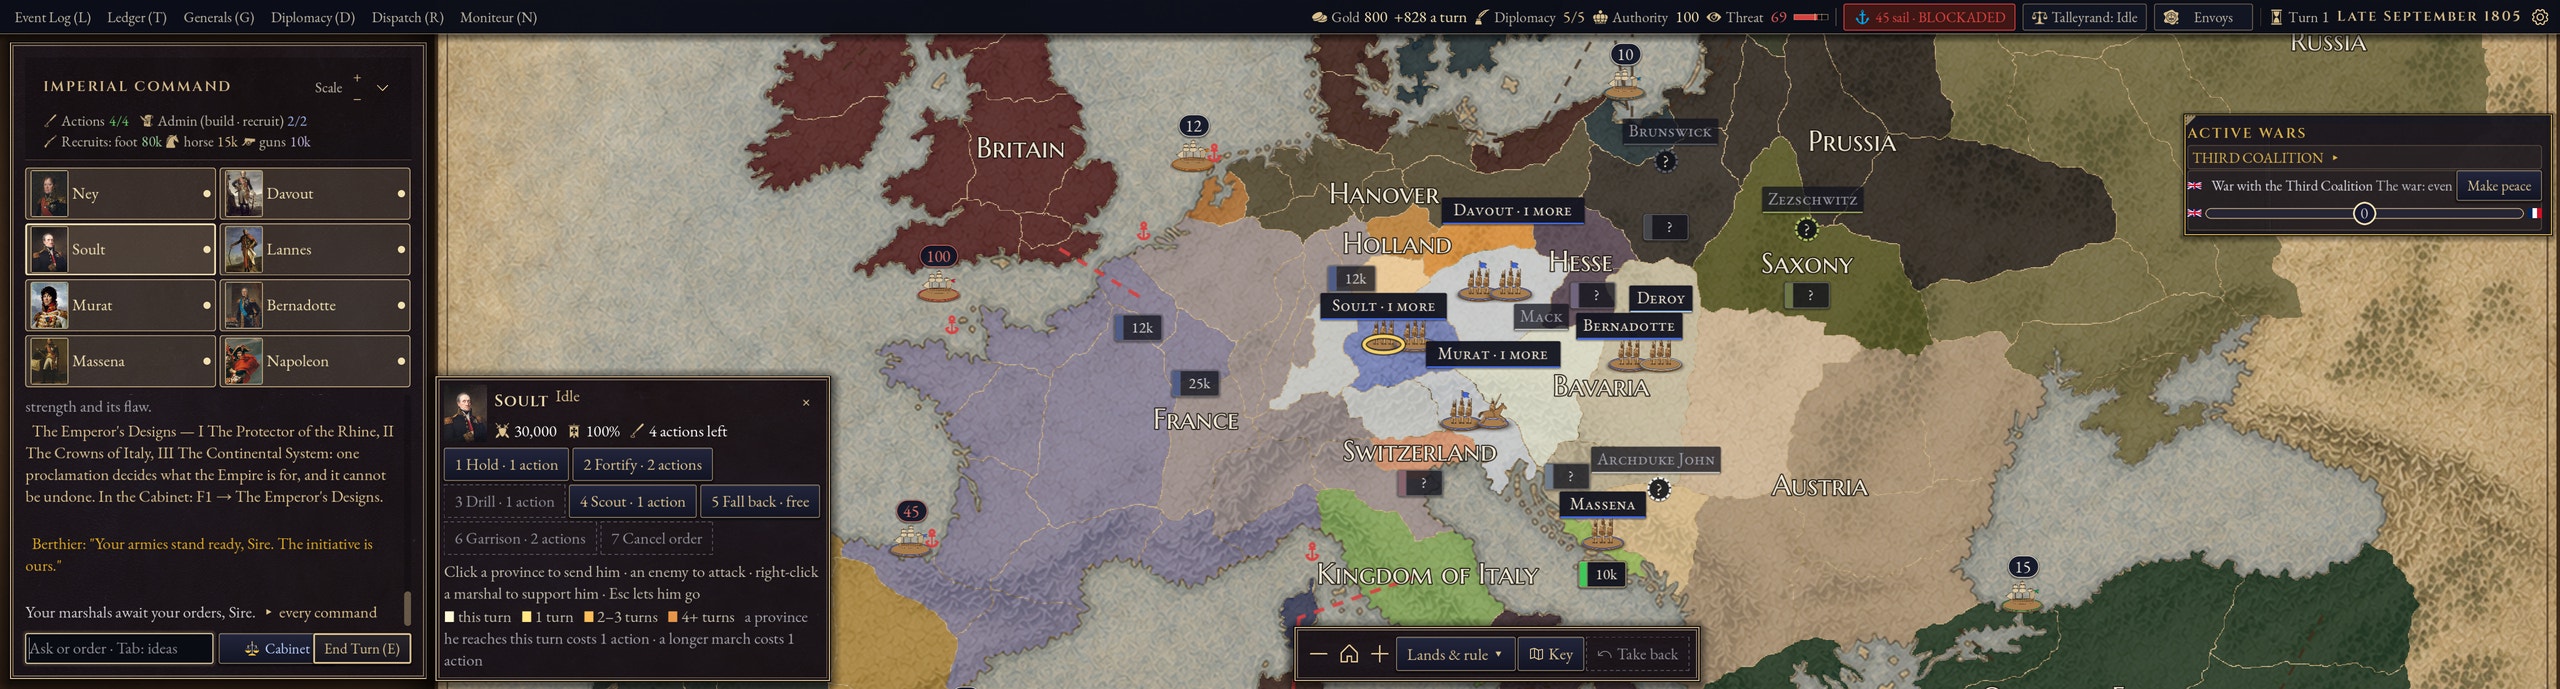 Event Log (L) Ledger (T) Generals (G) Diplomacy (D) Dispatch (R) Moniteur (N)
Gold 800 +828 a turn Diplomacy 5/5 Authority 100 Threat 69 45 sail · BLOCKADED Talleyrand: Idle Envoys Turn 1 Late September 1805
IMPERIAL COMMAND Scale + −
Actions 4/4 Admin (build · recruit) 2/2
Recruits: foot 80k horse 15k guns 10k
Ney Davout
Soult Lannes
Murat Bernadotte
Massena Napoleon
strength and its flaw.
The Emperor's Designs — I The Protector of the Rhine, II
The Crowns of Italy, III The Continental System: one
proclamation decides what the Empire is for, and it cannot
be undone. In the Cabinet: F1 → The Emperor's Designs.
Berthier: "Your armies stand ready, Sire. The initiative is
ours."
Your marshals await your orders, Sire. ▸ every command
Ask or order · Tab: ideas Cabinet End Turn (E)
Soult Idle ×
30,000 100% 4 actions left
1 Hold · 1 action 2 Fortify · 2 actions
3 Drill · 1 action 4 Scout · 1 action 5 Fall back · free
6 Garrison · 2 actions 7 Cancel order
Click a province to send him · an enemy to attack · right-click
a marshal to support him · Esc lets him go
this turn 1 turn 2–3 turns 4+ turns a province
he reaches this turn costs 1 action · a longer march costs 1
action
Russia
10
12
Brunswick
Britain
Prussia
Hanover
Zezschwitz
Davout · 1 more
?
?
?
Holland
Hesse
Saxony
100
12k
?
Deroy
?
Soult · 1 more
Mack
Bernadotte
12k
Murat · 1 more
25k
Bavaria
France
Switzerland
Archduke John
?
?
?
Austria
Massena
45
Kingdom of Italy
10k
15
ACTIVE WARS
THIRD COALITION ▸
War with the Third Coalition The war: even Make peace
0
− + Lands & rule ▾ Key Take back